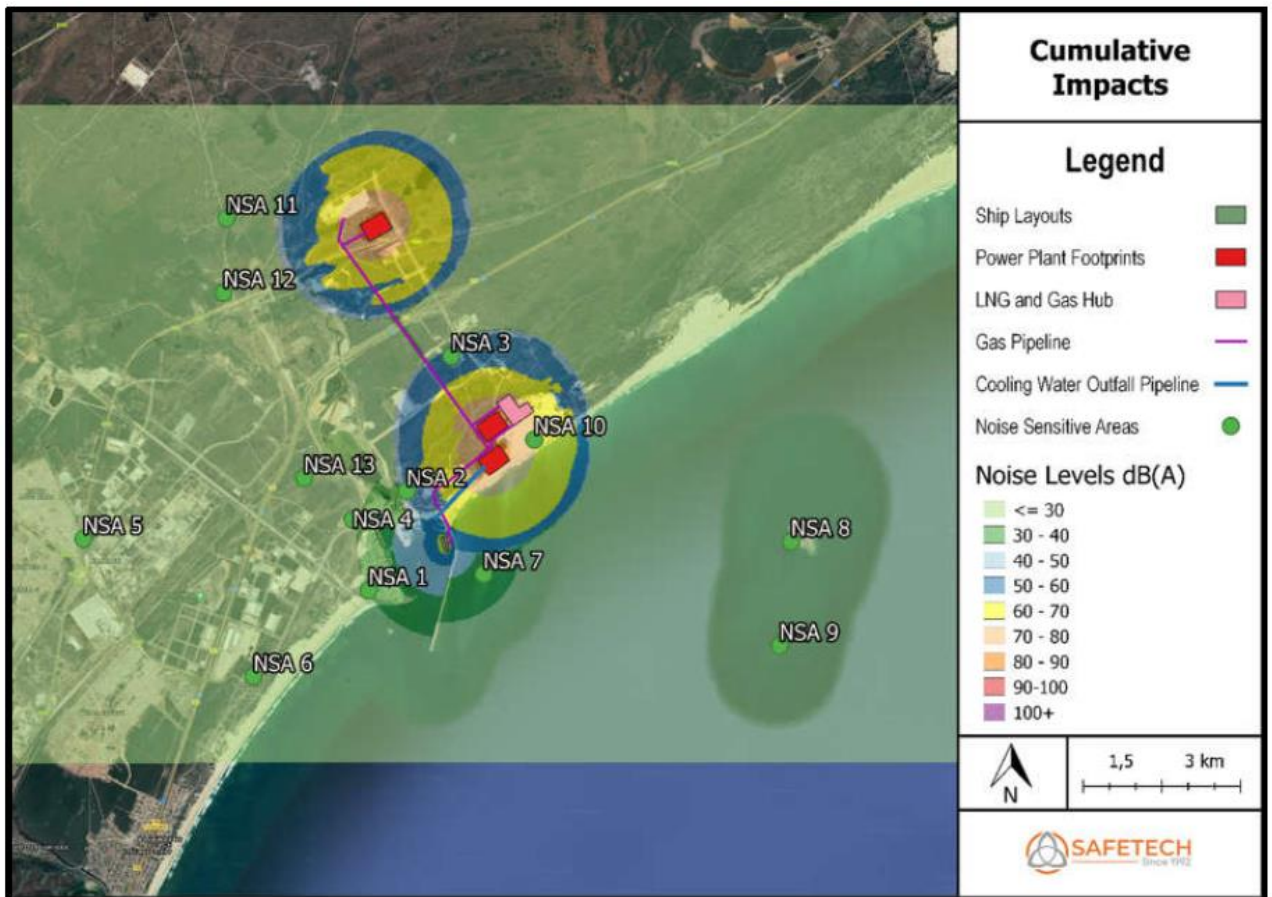 Cumulative
Impacts
Legend
Ship Layouts
Power Plant Footprints
LNG and Gas Hub
Gas Pipeline
Cooling Water Outfall Pipeline
Noise Sensitive Areas
Noise Levels dB(A)
<= 30
30 - 40
40 - 50
50 - 60
60 - 70
70 - 80
80 - 90
90-100
100+
1,5
3 km
N
SAFETECH
Since 1992
NSA 11
NSA 12
NSA 3
NSA 10
NSA 13
NSA 2
NSA 4
NSA 5
NSA 8
NSA 7
NSA 1
NSA 9
NSA 6